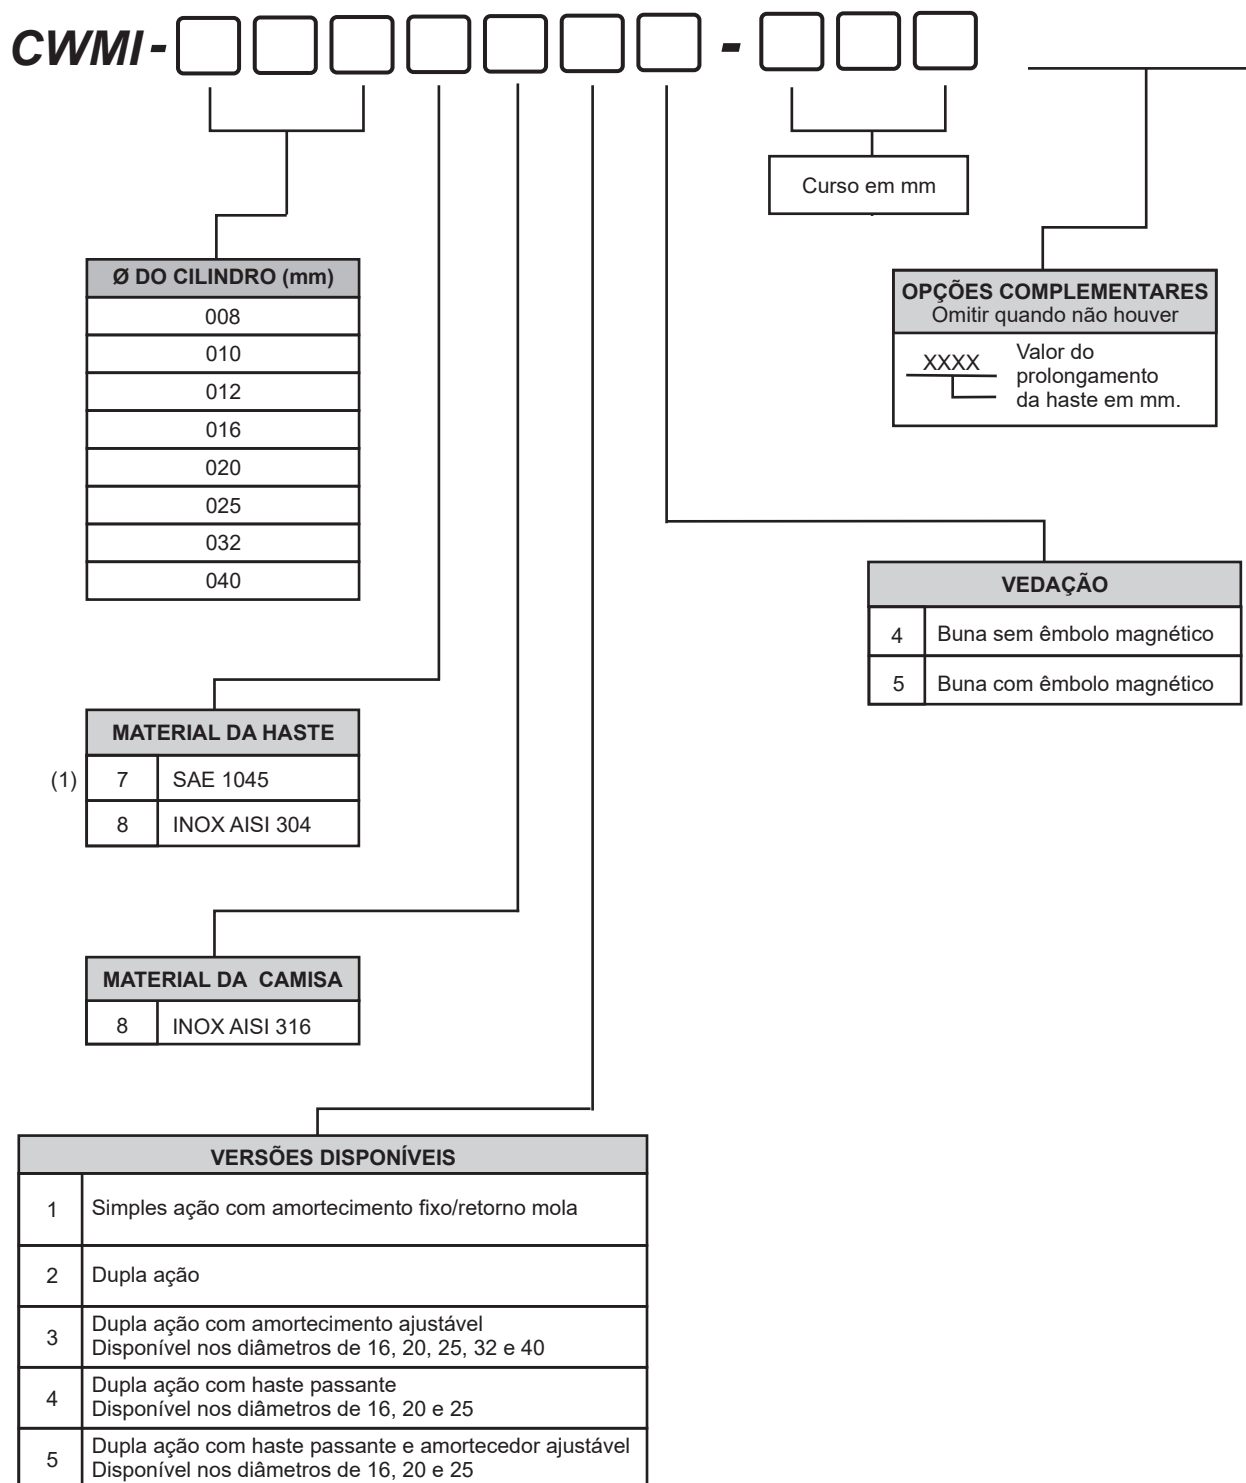 CWMI- -
Curso em mm
Ø DO CILINDRO (mm)
008
010
012
016
020
025
032
040
OPÇÕES COMPLEMENTARES
Omitir quando não houver
XXXX
Valor do
prolongamento
da haste em mm.
VEDAÇÃO
4 Buna sem êmbolo magnético
5 Buna com êmbolo magnético
MATERIAL DA HASTE
(1) 7 SAE 1045
8 INOX AISI 304
MATERIAL DA CAMISA
8 INOX AISI 316
VERSÕES DISPONÍVEIS
1 Simples ação com amortecimento fixo/retorno mola
2 Dupla ação
3 Dupla ação com amortecimento ajustável
Disponível nos diâmetros de 16, 20, 25, 32 e 40
4 Dupla ação com haste passante
Disponível nos diâmetros de 16, 20 e 25
5 Dupla ação com haste passante e amortecedor ajustável
Disponível nos diâmetros de 16, 20 e 25